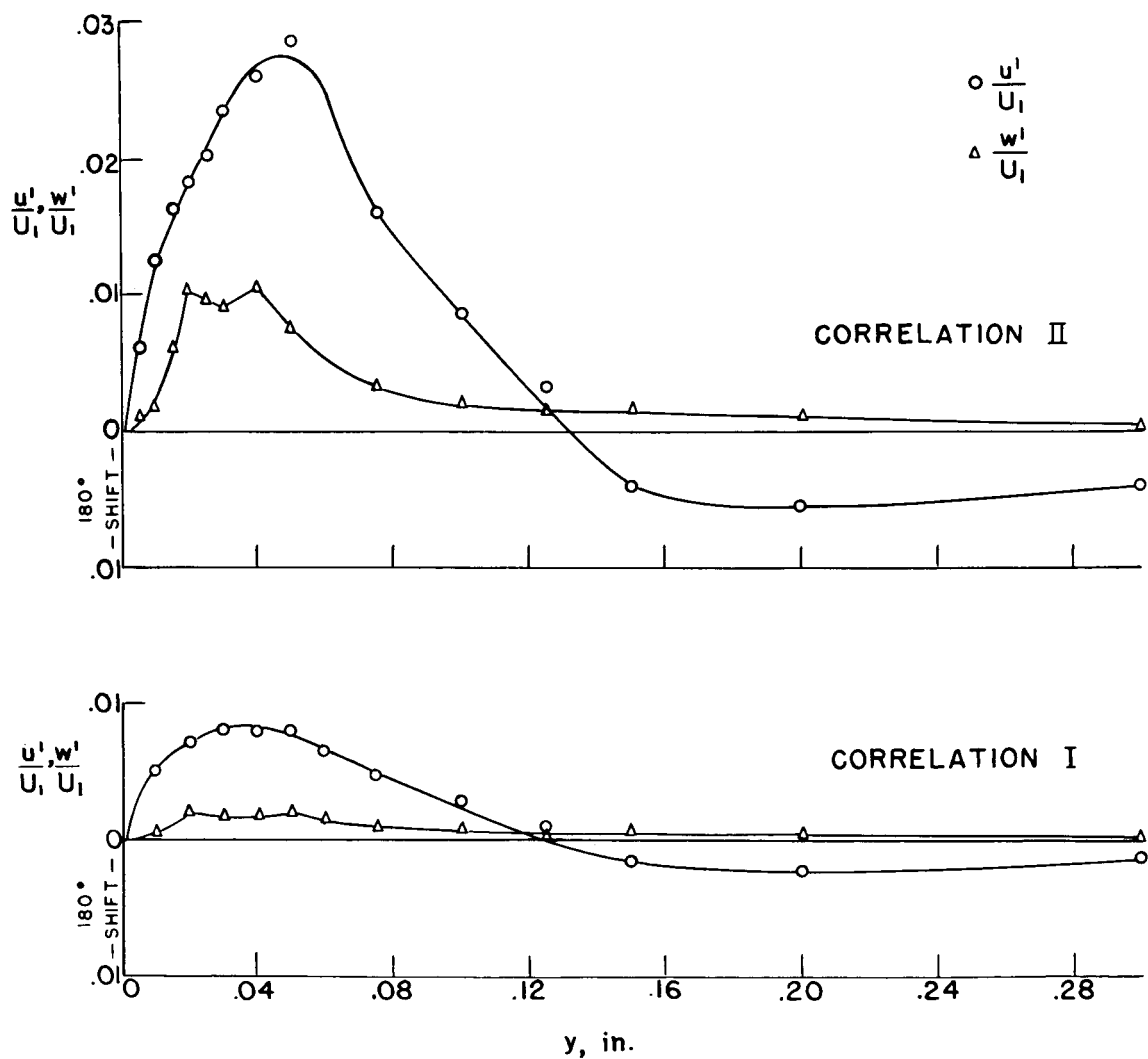 .03
.02
.01
0
.01
u'/U₁, w'/U₁
180° SHIFT
○ u'/U₁
△ w'/U₁
CORRELATION II
.01
0
.01
u'/U₁, w'/U₁
180° SHIFT
CORRELATION I
0 .04 .08 .12 .16 .20 .24 .28
y, in.